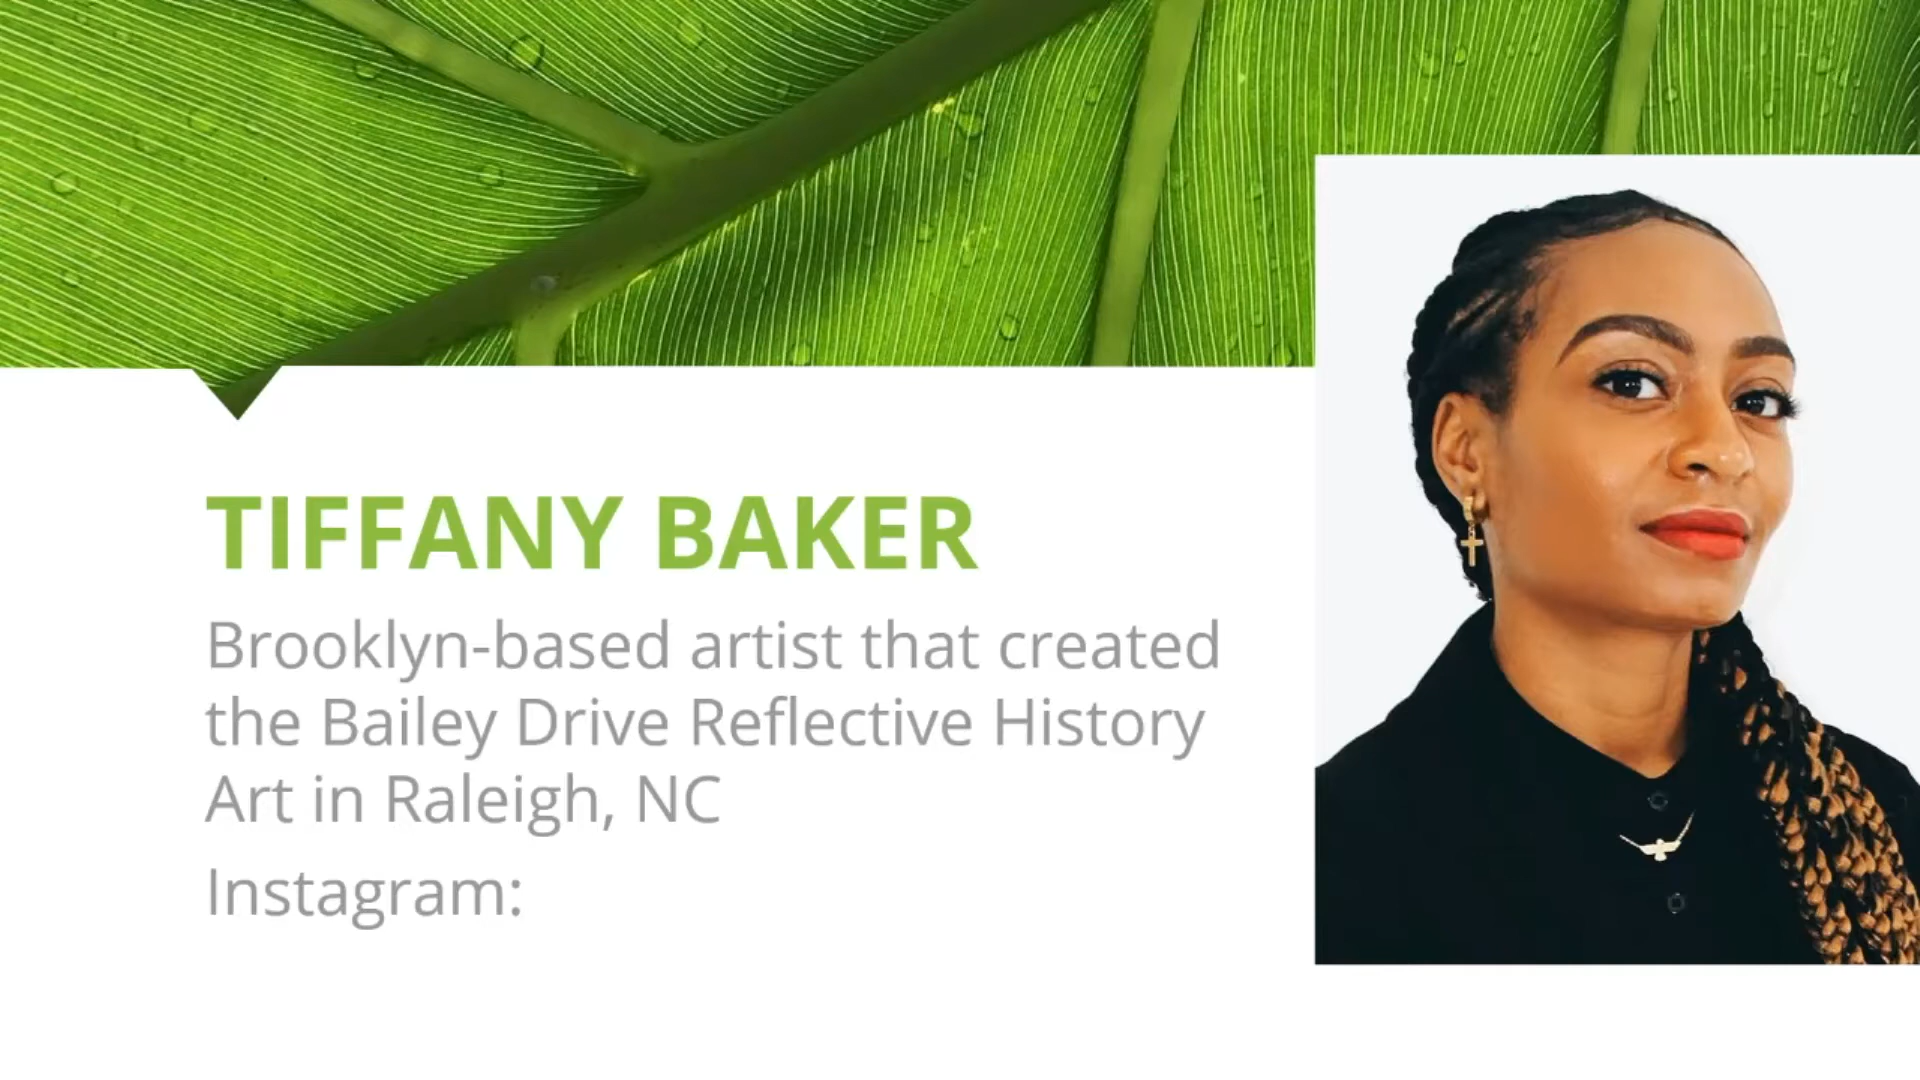 TIFFANY BAKER
Brooklyn-based artist that created
the Bailey Drive Reflective History
Art in Raleigh, NC
Instagram: